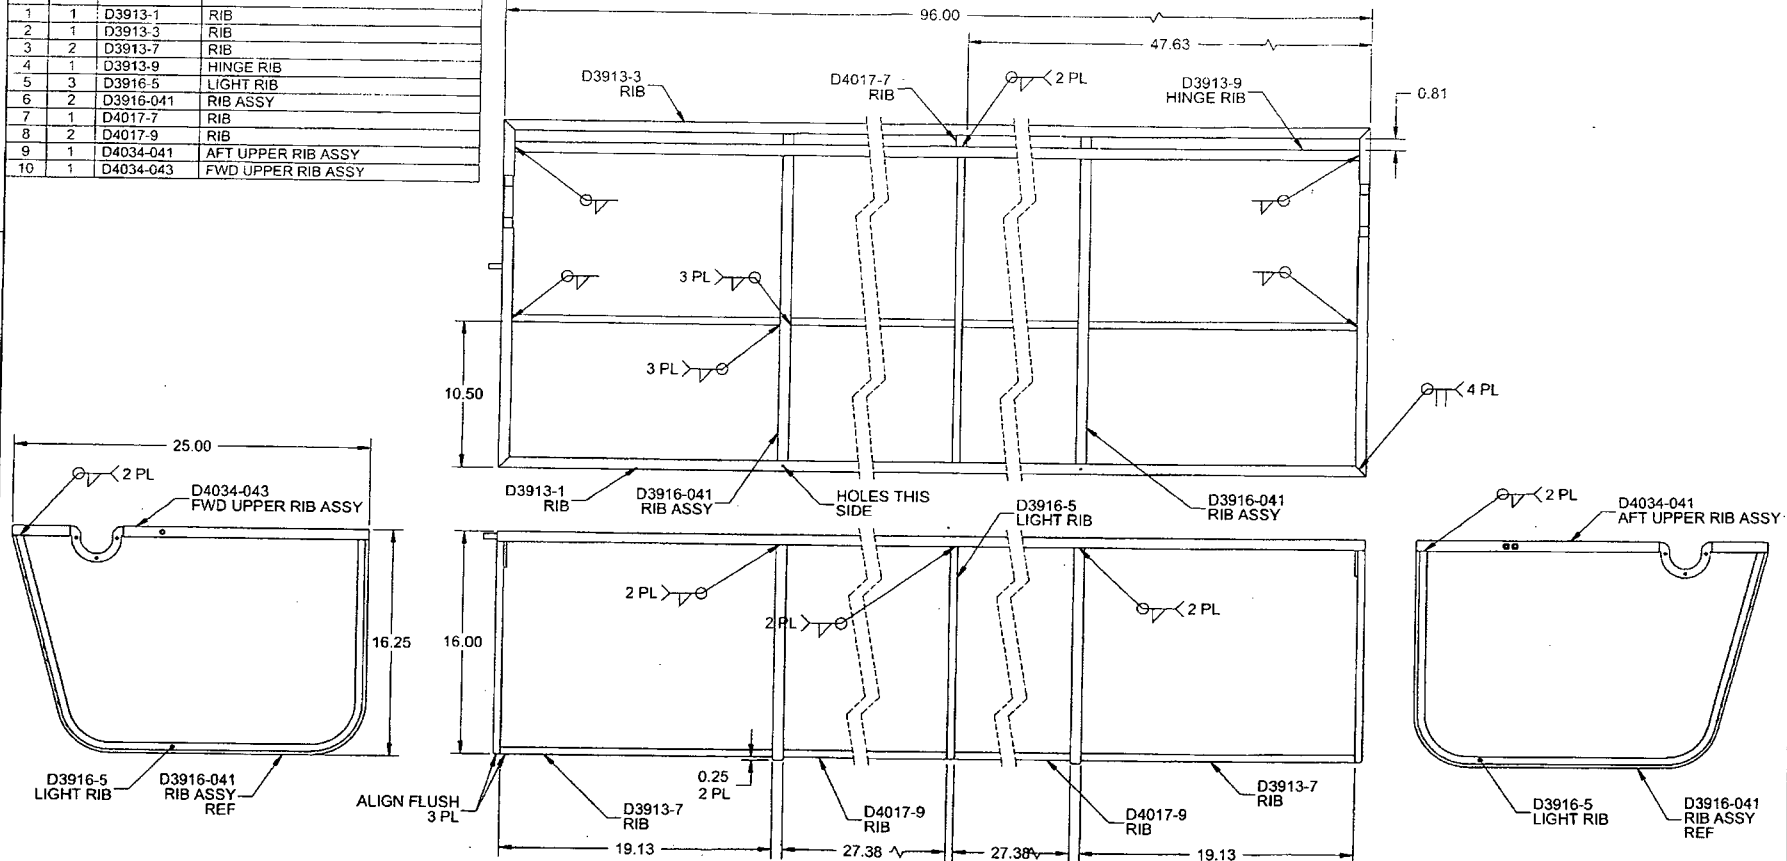 1 1 D3913-1 RIB
2 1 D3913-3 RIB
3 2 D3913-7 RIB
4 1 D3913-9 HINGE RIB
5 3 D3916-5 LIGHT RIB
6 2 D3916-041 RIB ASSY
7 1 D4017-7 RIB
8 2 D4017-9 RIB
9 1 D4034-041 AFT UPPER RIB ASSY
10 1 D4034-043 FWD UPPER RIB ASSY
96.00
47.63
D3913-3
RIB
D4017-7
RIB
2 PL
D3913-9
HINGE RIB
0.81
3 PL
3 PL
10.50
4 PL
D3913-1
RIB
D3916-041
RIB ASSY
HOLES THIS
SIDE
D3916-5
LIGHT RIB
D3916-041
RIB ASSY
25.00
2 PL
D4034-043
FWD UPPER RIB ASSY
16.25
D3916-5
LIGHT RIB
D3916-041
RIB ASSY
REF
16.00
2 PL
2 PL
2 PL
ALIGN FLUSH
3 PL
D3913-7
RIB
0.25
2 PL
D4017-9
RIB
D4017-9
RIB
D3913-7
RIB
19.13
27.38
27.38
19.13
2 PL
D4034-041
AFT UPPER RIB ASSY
D3916-5
LIGHT RIB
D3916-041
RIB ASSY
REF